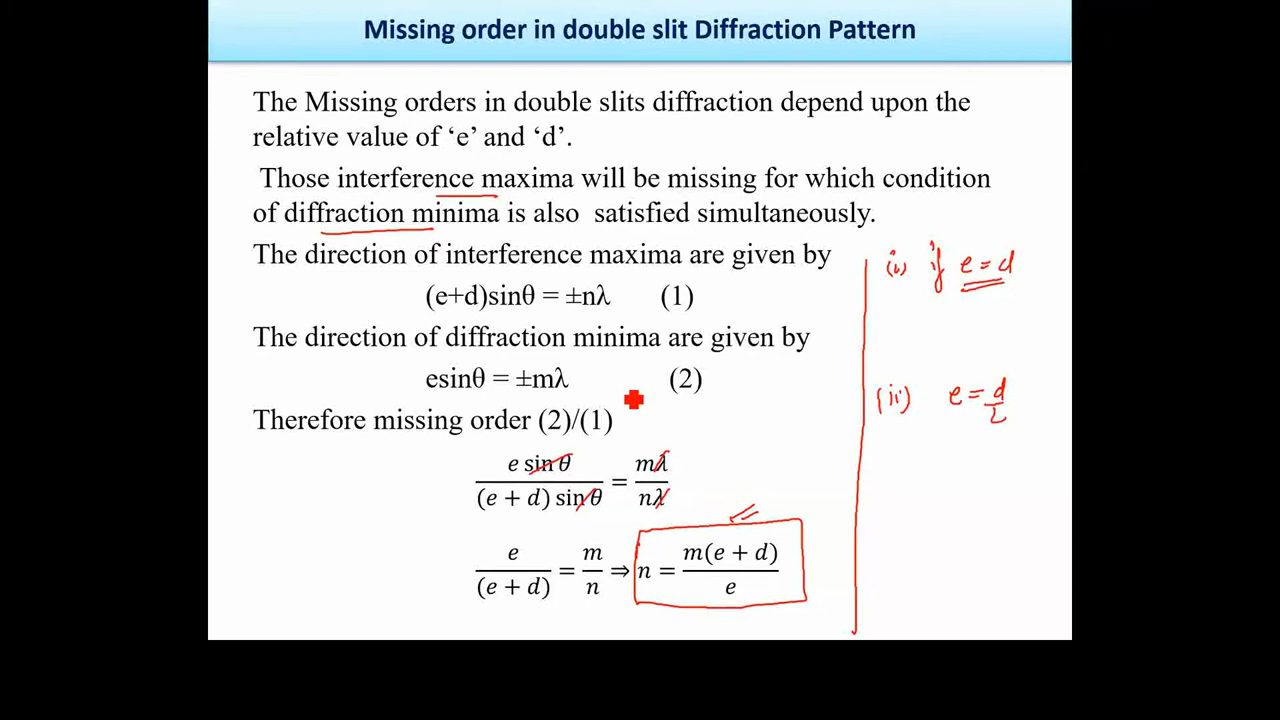 Missing order in double slit Diffraction Pattern
The Missing orders in double slits diffraction depend upon the
relative value of ‘e’ and ‘d’.
Those interference maxima will be missing for which condition
of diffraction minima is also satisfied simultaneously.
The direction of interference maxima are given by
(e+d)sinθ = ±nλ (1)
The direction of diffraction minima are given by
esinθ = ±mλ (2)
Therefore missing order (2)/(1)
e sin θ / (e + d) sin θ = mλ / nλ
e / (e + d) = m / n ⇒ n = m(e + d) / e
(i) if e = d
(ii) e = d/2